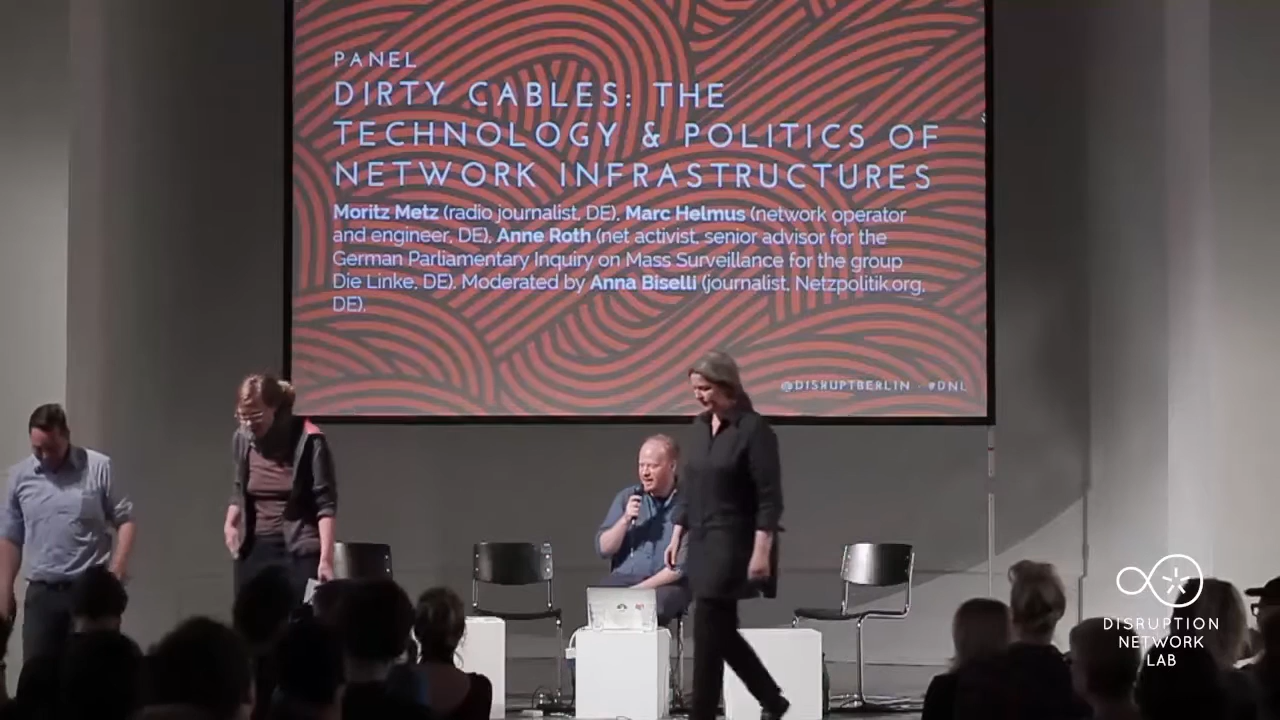 PANEL
DIRTY CABLES: THE
TECHNOLOGY & POLITICS OF
NETWORK INFRASTRUCTURES
Moritz Metz (radio journalist, DE), Marc Helmus (network operator
and engineer, DE), Anne Roth (net activist, senior advisor for the
German Parliamentary Inquiry on Mass Surveillance for the group
Die Linke, DE). Moderated by Anna Biselli (journalist, Netzpolitik.org,
DE).
@DISRUPTBERLIN · #DNL
DISRUPTION
NETWORK
LAB